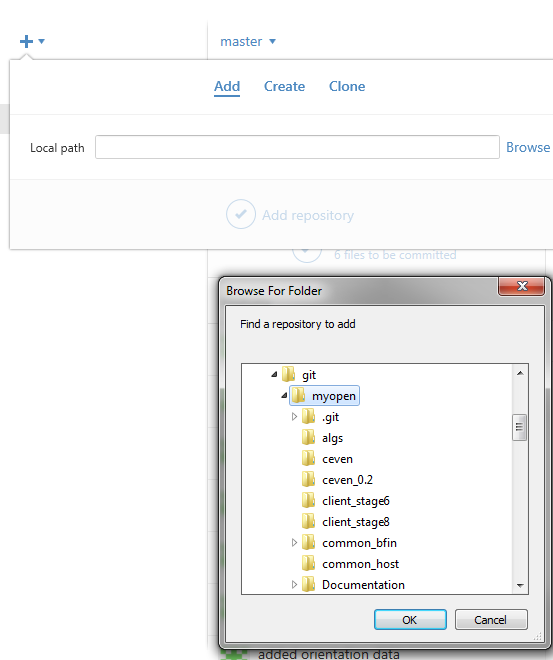 master
Add Create Clone
Local path Browse
Add repository
6 files to be committed
Browse For Folder
Find a repository to add
git
myopen
.git
algs
ceven
ceven_0.2
client_stage6
client_stage8
common_bfin
common_host
Documentation
OK Cancel
added orientation data